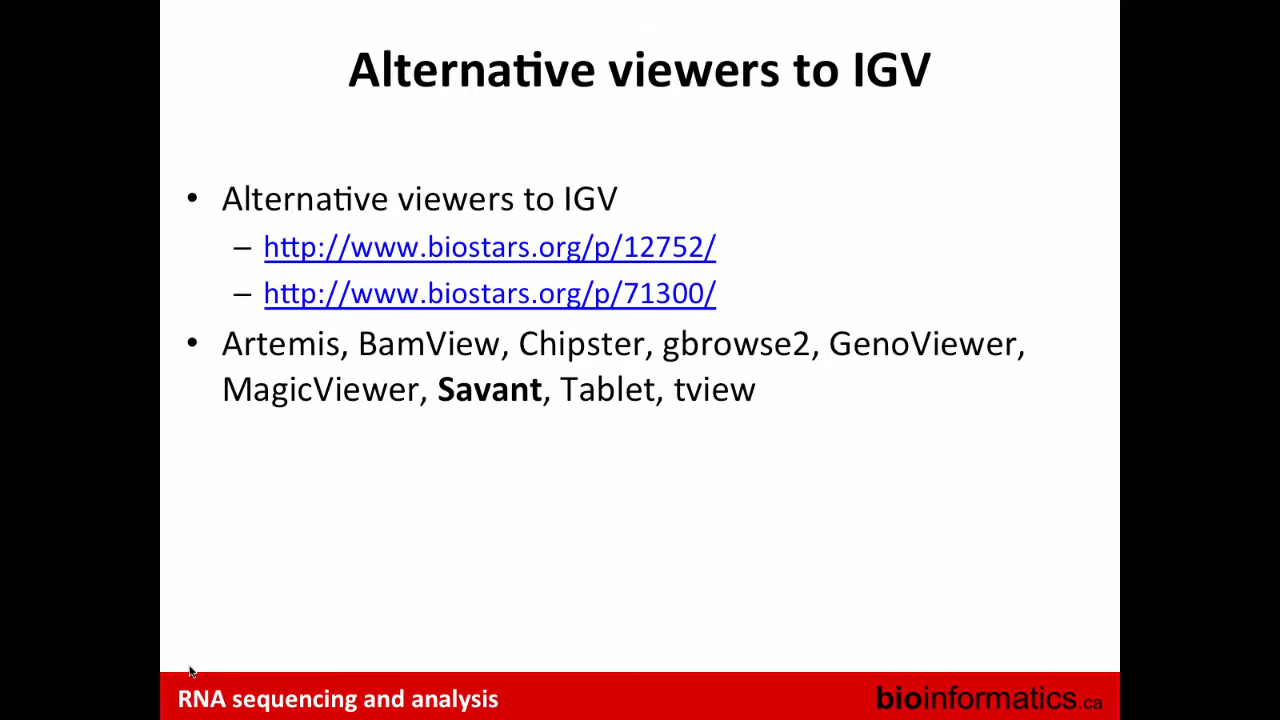 Alternative viewers to IGV
• Alternative viewers to IGV
– http://www.biostars.org/p/12752/
– http://www.biostars.org/p/71300/
• Artemis, BamView, Chipster, gbrowse2, GenoViewer,
MagicViewer, Savant, Tablet, tview
RNA sequencing and analysis
bioinformatics.ca